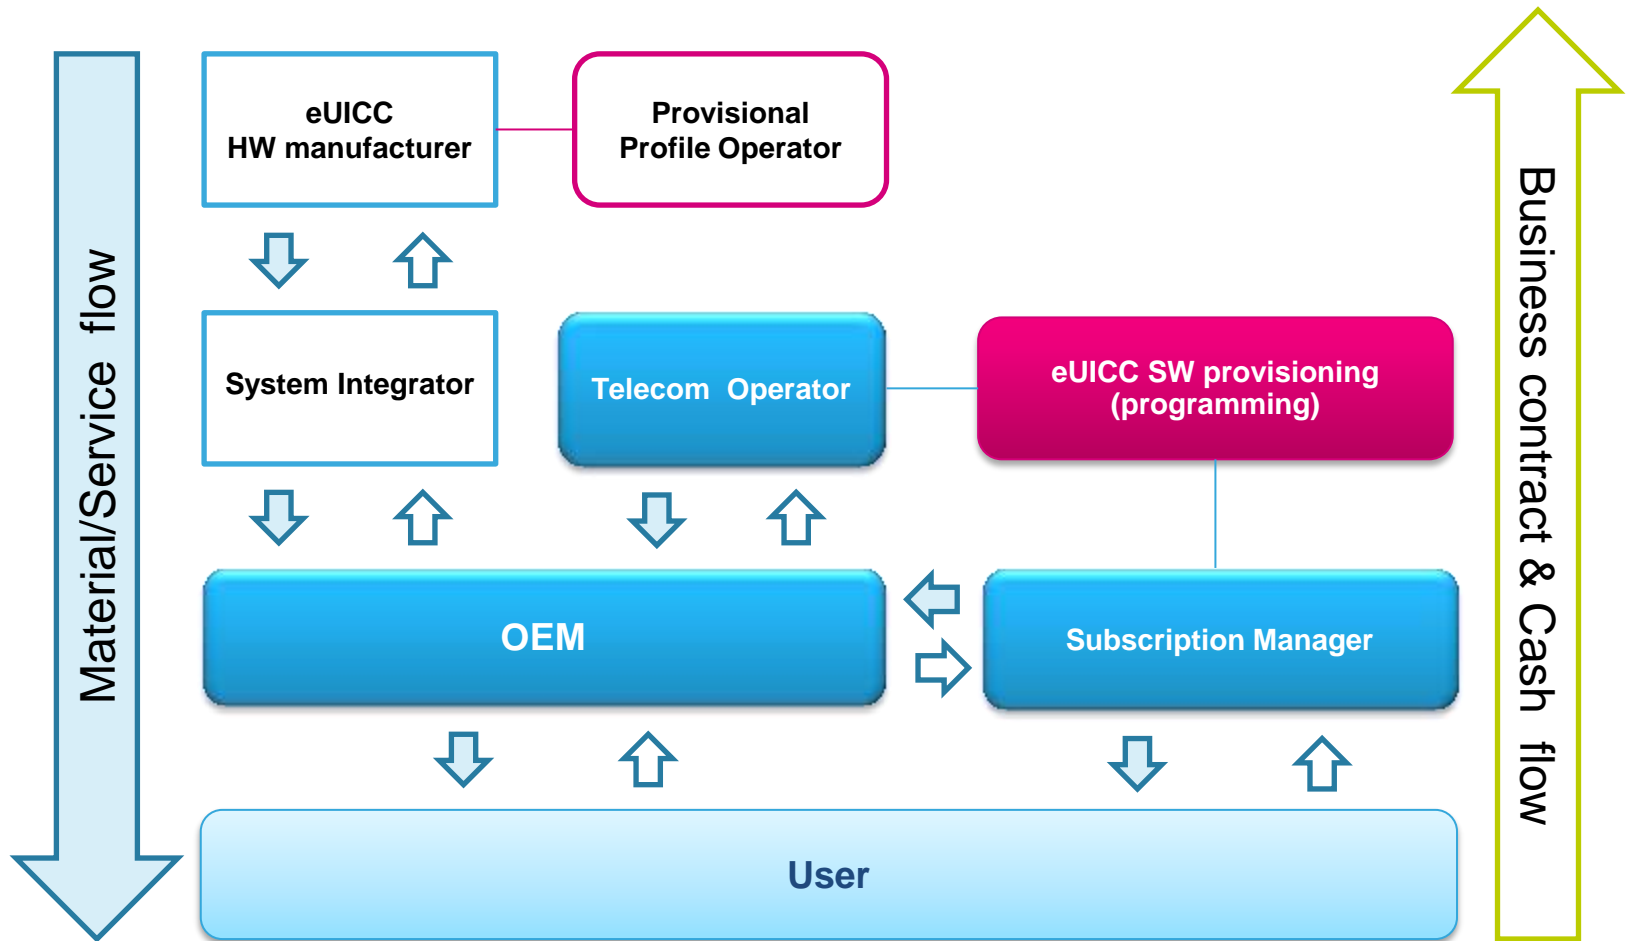 eUICC
HW manufacturer
Provisional
Profile Operator
Material/Service flow
Business contract & Cash flow
System Integrator
Telecom Operator
eUICC SW provisioning
(programming)
OEM
Subscription Manager
User